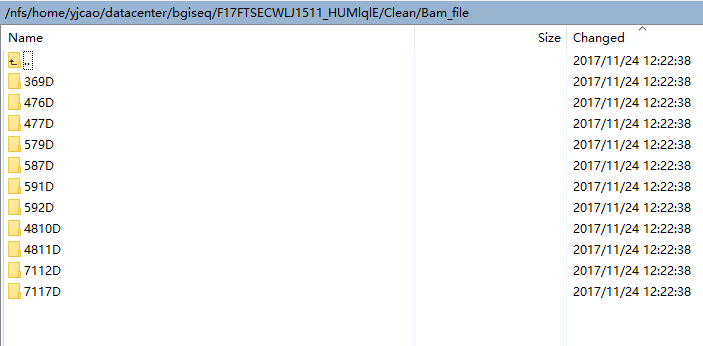 /nfs/home/yjcao/datacenter/bgiseq/F17FTSECWLJ1511_HUMlqlE/Clean/Bam_file
Name Size Changed
.. 2017/11/24 12:22:38
369D 2017/11/24 12:22:38
476D 2017/11/24 12:22:38
477D 2017/11/24 12:22:38
579D 2017/11/24 12:22:38
587D 2017/11/24 12:22:38
591D 2017/11/24 12:22:38
592D 2017/11/24 12:22:38
4810D 2017/11/24 12:22:38
4811D 2017/11/24 12:22:38
7112D 2017/11/24 12:22:38
7117D 2017/11/24 12:22:38